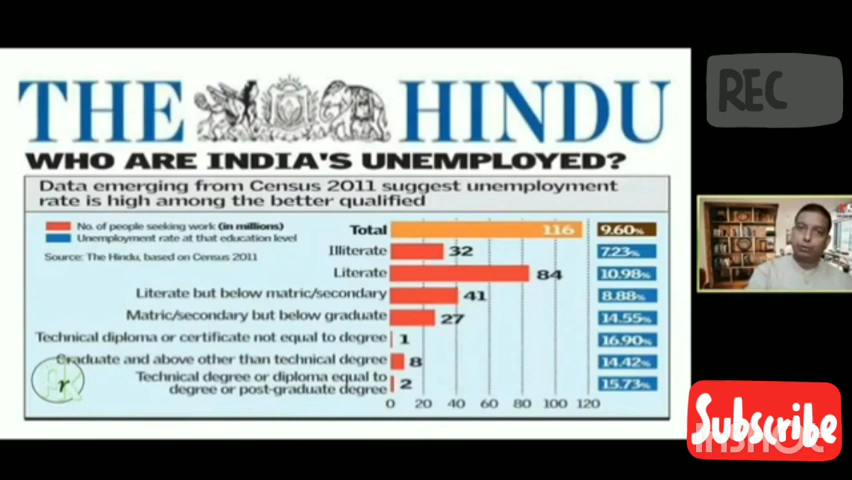 REC
THE HINDU
WHO ARE INDIA'S UNEMPLOYED?
Data emerging from Census 2011 suggest unemployment
rate is high among the better qualified
No. of people seeking work (in millions)
Unemployment rate at that education level
Source: The Hindu, based on Census 2011
Total 116 9.60%
Illiterate 32 7.23%
Literate 84 10.98%
Literate but below matric/secondary 41 8.88%
Matric/secondary but below graduate 27 14.55%
Technical diploma or certificate not equal to degree 1 16.90%
Graduate and above other than technical degree 8 14.42%
Technical degree or diploma equal to
degree or post-graduate degree 2 15.73%
0 20 40 60 80 100 120
Subscribe